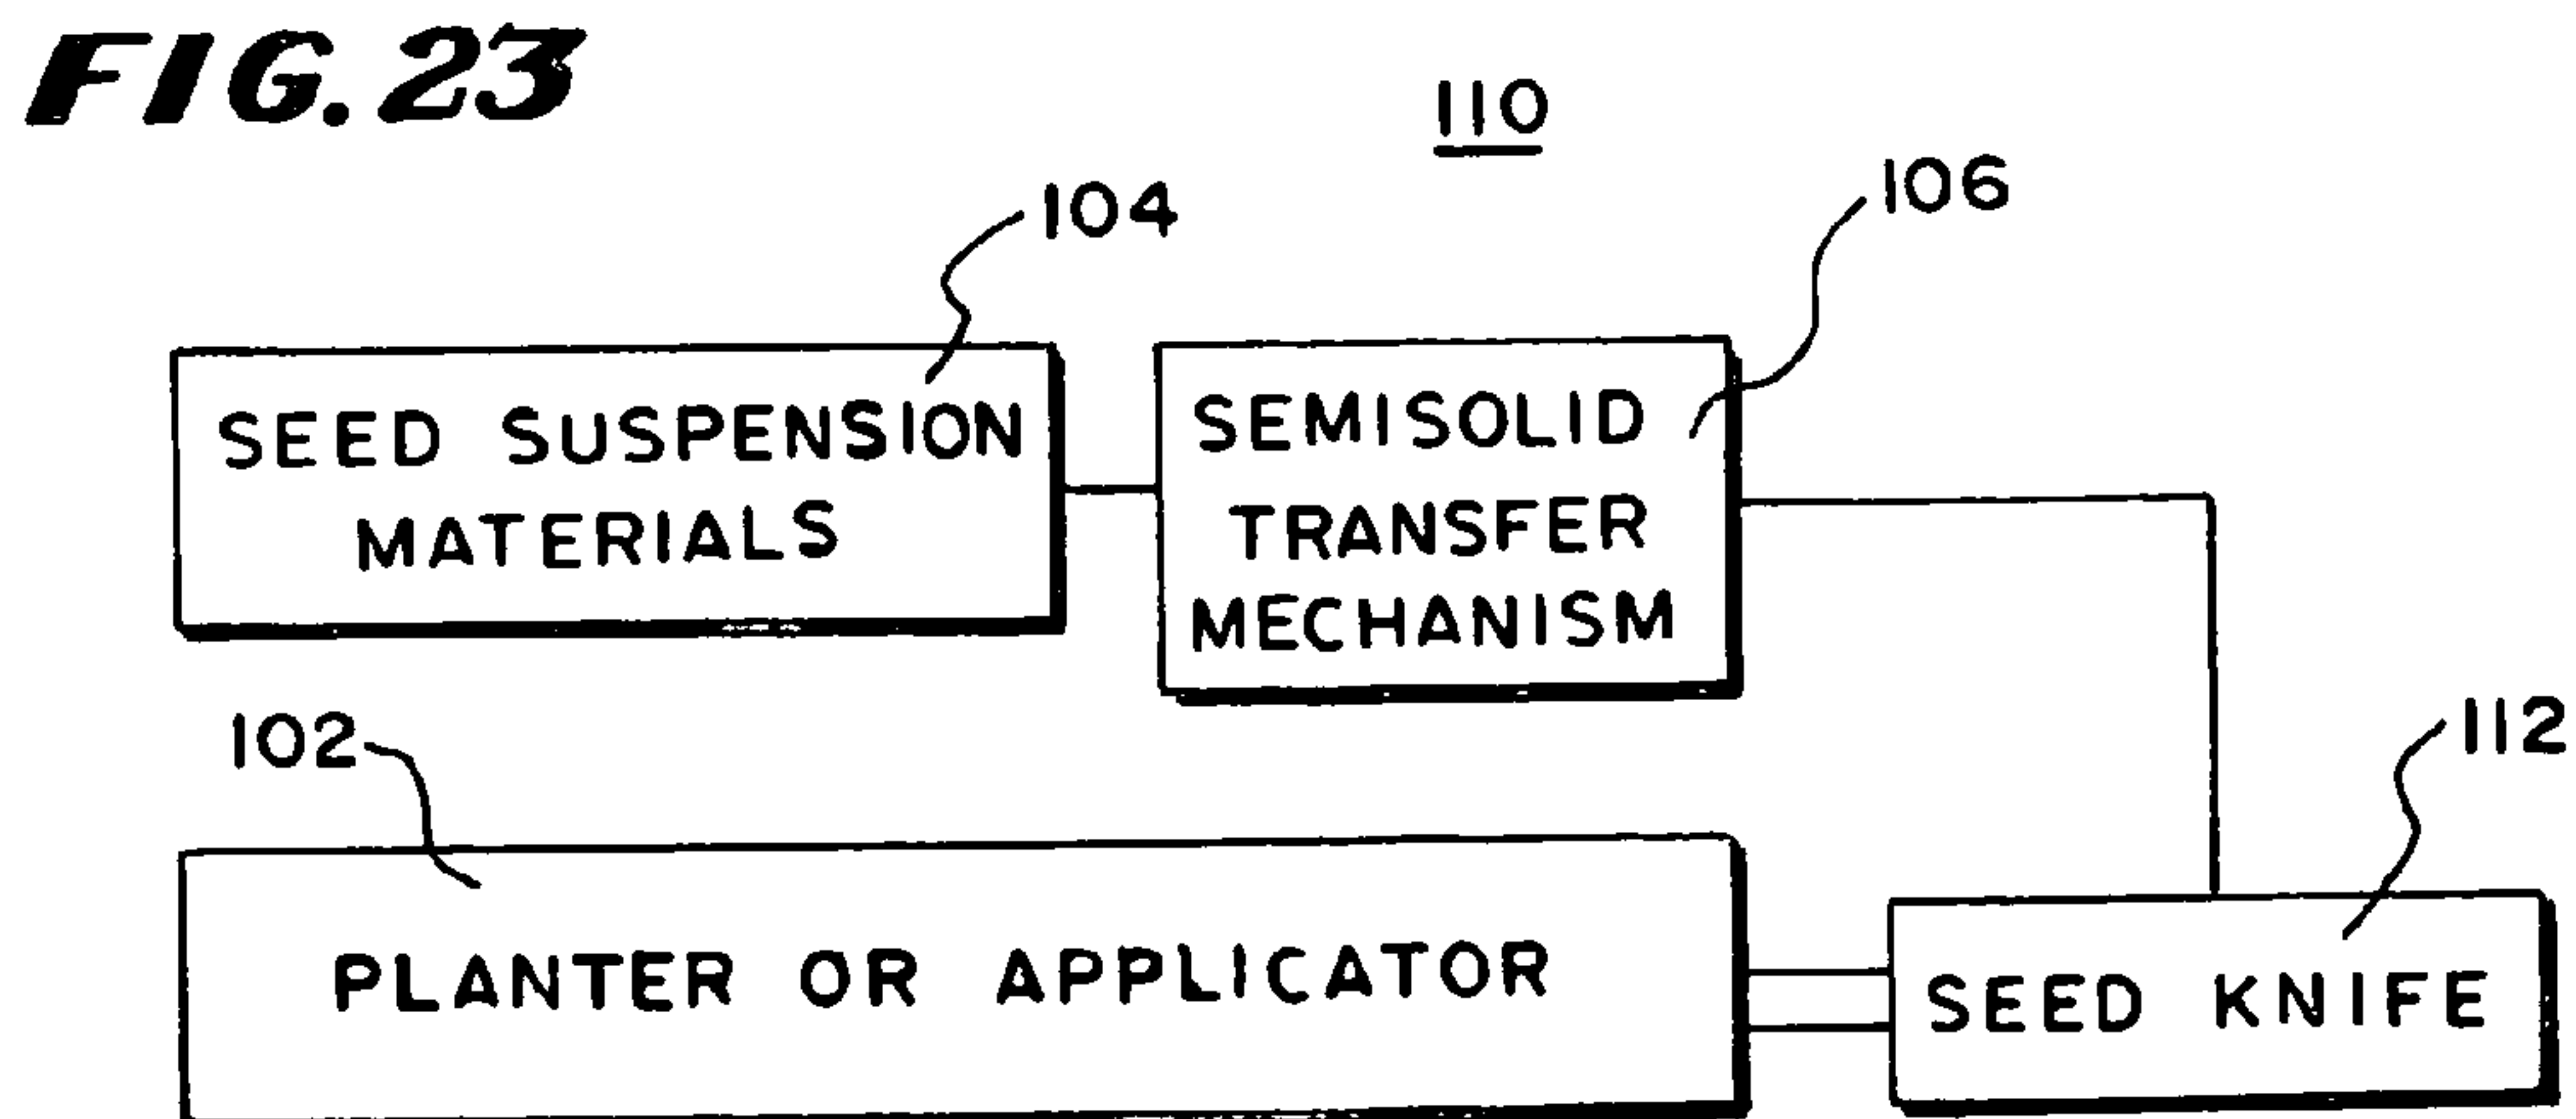 FIG. 23
110
104
106
SEED SUSPENSION
MATERIALS
SEMISOLID
TRANSFER
MECHANISM
102
112
PLANTER OR APPLICATOR
SEED KNIFE